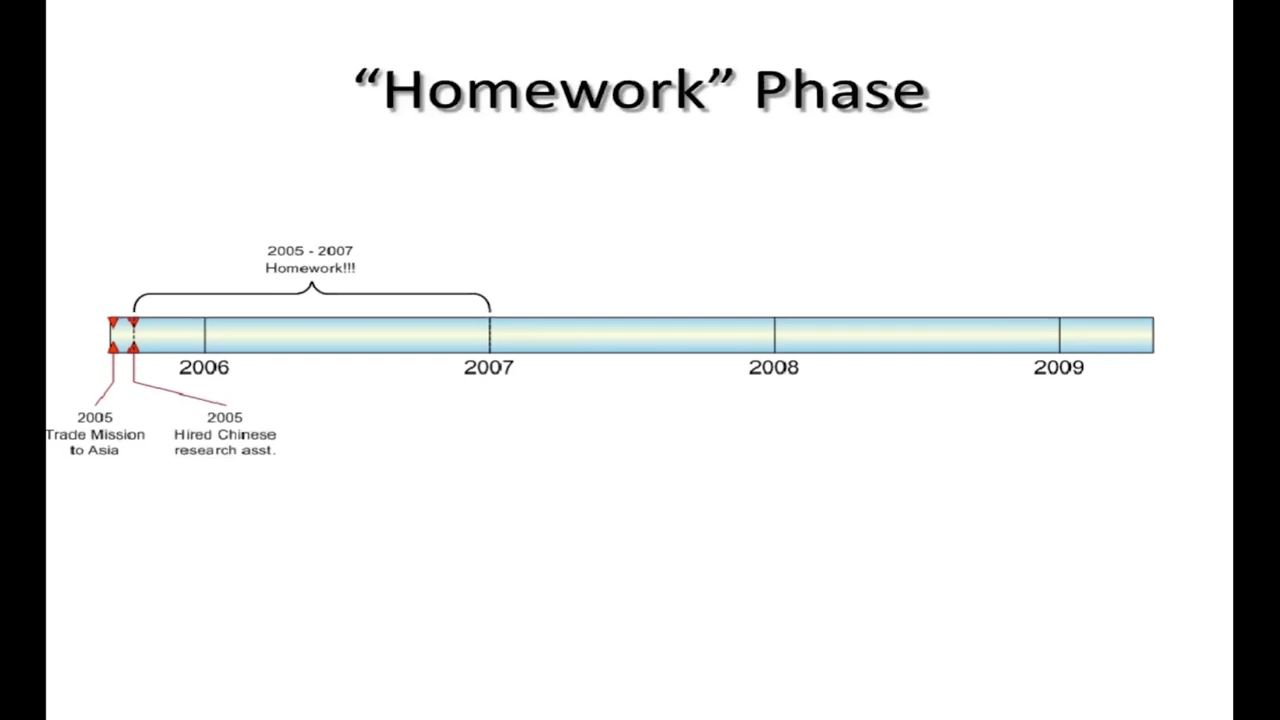 “Homework” Phase
2005 - 2007
Homework!!!
2006
2007
2008
2009
2005
Trade Mission
to Asia
2005
Hired Chinese
research asst.